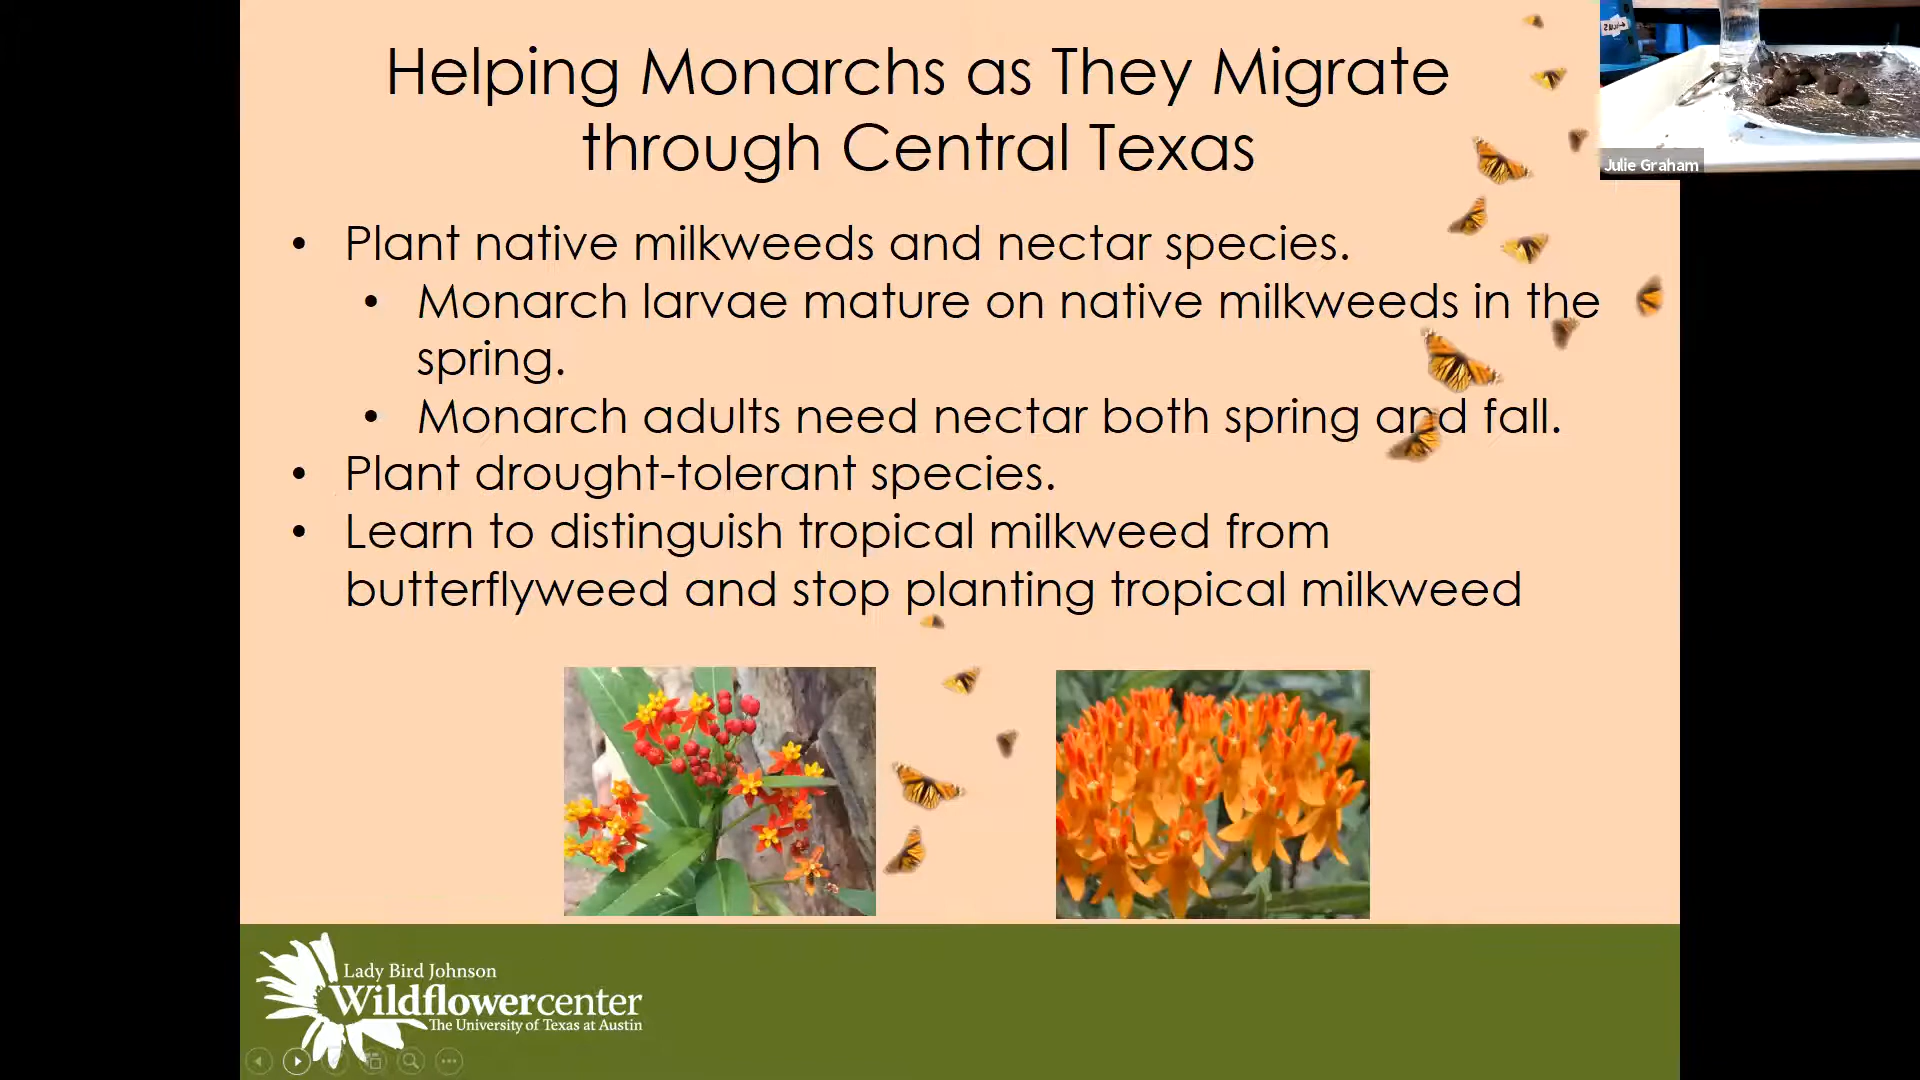 Helping Monarchs as They Migrate
through Central Texas
• Plant native milkweeds and nectar species.
• Monarch larvae mature on native milkweeds in the
spring.
• Monarch adults need nectar both spring and fall.
• Plant drought-tolerant species.
• Learn to distinguish tropical milkweed from
butterflyweed and stop planting tropical milkweed
Julie Graham
Lady Bird Johnson
Wildflowercenter
The University of Texas at Austin